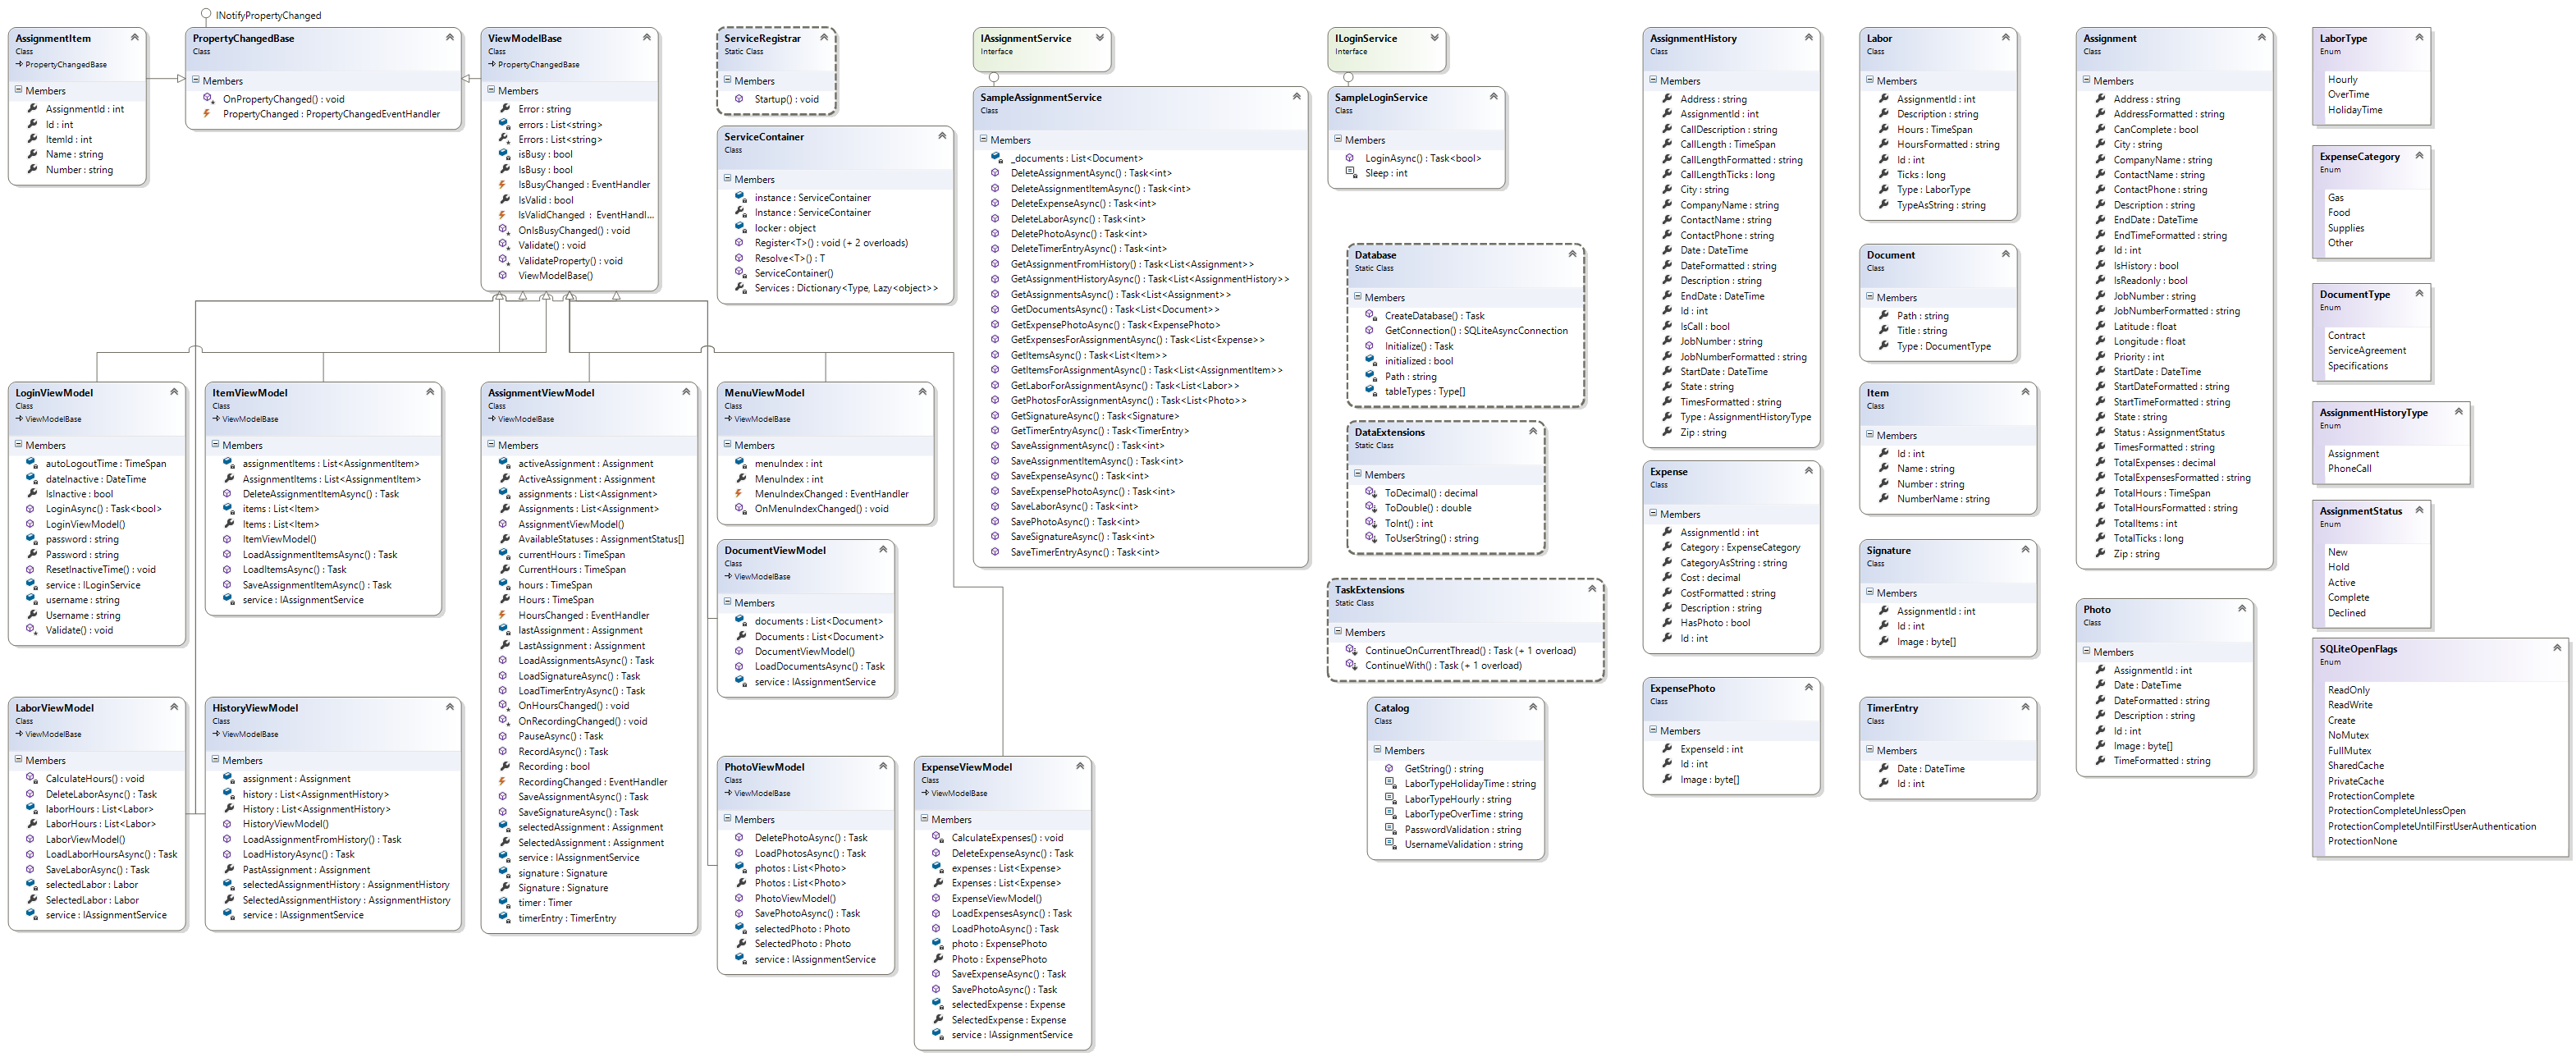 INotifyPropertyChanged
AssignmentItem
Class
PropertyChangedBase
Members
AssignmentId : int
Id : int
ItemId : int
Name : string
Number : string
PropertyChangedBase
Class
Members
OnPropertyChanged() : void
PropertyChanged : PropertyChangedEventHandler
ViewModelBase
Class
PropertyChangedBase
Members
Error : string
errors : List<string>
Errors : List<string>
isBusy : bool
IsBusy : bool
IsBusyChanged : EventHandler
IsValid : bool
IsValidChanged : EventHandl...
OnIsBusyChanged() : void
Validate() : void
ValidateProperty() : void
ViewModelBase()
ServiceRegistrar
Static Class
Members
Startup() : void
ServiceContainer
Class
Members
instance : ServiceContainer
Instance : ServiceContainer
locker : object
Register<T>() : void (+ 2 overloads)
Resolve<T>() : T
ServiceContainer()
Services : Dictionary<Type, Lazy<object>>
LoginViewModel
Class
ViewModelBase
Members
autoLogoutTime : TimeSpan
dateInactive : DateTime
IsInactive : bool
LoginAsync() : Task<bool>
LoginViewModel()
password : string
Password : string
ResetInactiveTime() : void
service : ILoginService
username : string
Username : string
Validate() : void
ItemViewModel
Class
ViewModelBase
Members
assignmentItems : List<AssignmentItem>
AssignmentItems : List<AssignmentItem>
DeleteAssignmentItemAsync() : Task
items : List<Item>
Items : List<Item>
ItemViewModel()
LoadAssignmentItemsAsync() : Task
LoadItemsAsync() : Task
SaveAssignmentItemAsync() : Task
service : IAssignmentService
AssignmentViewModel
Class
ViewModelBase
Members
activeAssignment : Assignment
ActiveAssignment : Assignment
assignments : List<Assignment>
Assignments : List<Assignment>
AssignmentViewModel()
AvailableStatuses : AssignmentStatus[]
currentHours : TimeSpan
CurrentHours : TimeSpan
hours : TimeSpan
Hours : TimeSpan
HoursChanged : EventHandler
lastAssignment : Assignment
LastAssignment : Assignment
LoadAssignmentsAsync() : Task
LoadSignatureAsync() : Task
LoadTimerEntryAsync() : Task
OnHoursChanged() : void
OnRecordingChanged() : void
PauseAsync() : Task
RecordAsync() : Task
Recording : bool
RecordingChanged : EventHandler
SaveAssignmentAsync() : Task
SaveSignatureAsync() : Task
selectedAssignment : Assignment
SelectedAssignment : Assignment
service : IAssignmentService
signature : Signature
Signature : Signature
timer : Timer
timerEntry : TimerEntry
MenuViewModel
Class
ViewModelBase
Members
menuIndex : int
MenuIndex : int
MenuIndexChanged : EventHandler
OnMenuIndexChanged() : void
DocumentViewModel
Class
ViewModelBase
Members
documents : List<Document>
Documents : List<Document>
DocumentViewModel()
LoadDocumentsAsync() : Task
service : IAssignmentService
LaborViewModel
Class
ViewModelBase
Members
CalculateHours() : void
DeleteLaborAsync() : Task
laborHours : List<Labor>
LaborHours : List<Labor>
LaborViewModel()
LoadLaborHoursAsync() : Task
SaveLaborAsync() : Task
selectedLabor : Labor
SelectedLabor : Labor
service : IAssignmentService
HistoryViewModel
Class
ViewModelBase
Members
assignment : Assignment
history : List<AssignmentHistory>
History : List<AssignmentHistory>
HistoryViewModel()
LoadAssignmentFromHistory() : Task
LoadHistoryAsync() : Task
PastAssignment : Assignment
selectedAssignmentHistory : AssignmentHistory
SelectedAssignmentHistory : AssignmentHistory
service : IAssignmentService
PhotoViewModel
Class
ViewModelBase
Members
DeletePhotoAsync() : Task
LoadPhotosAsync() : Task
photos : List<Photo>
Photos : List<Photo>
PhotoViewModel()
SavePhotoAsync() : Task
selectedPhoto : Photo
SelectedPhoto : Photo
service : IAssignmentService
ExpenseViewModel
Class
ViewModelBase
Members
CalculateExpenses() : void
DeleteExpenseAsync() : Task
expenses : List<Expense>
Expenses : List<Expense>
ExpenseViewModel()
LoadExpensesAsync() : Task
LoadPhotoAsync() : Task
photo : ExpensePhoto
Photo : ExpensePhoto
SaveExpenseAsync() : Task
SavePhotoAsync() : Task
selectedExpense : Expense
SelectedExpense : Expense
service : IAssignmentService
IAssignmentService
Interface
SampleAssignmentService
Class
Members
_documents : List<Document>
DeleteAssignmentAsync() : Task<int>
DeleteAssignmentItemAsync() : Task<int>
DeleteExpenseAsync() : Task<int>
DeleteLaborAsync() : Task<int>
DeletePhotoAsync() : Task<int>
DeleteTimerEntryAsync() : Task<int>
GetAssignmentFromHistory() : Task<List<Assignment>>
GetAssignmentHistoryAsync() : Task<List<AssignmentHistory>>
GetAssignmentsAsync() : Task<List<Assignment>>
GetDocumentsAsync() : Task<List<Document>>
GetExpensePhotoAsync() : Task<ExpensePhoto>
GetExpensesForAssignmentAsync() : Task<List<Expense>>
GetItemsAsync() : Task<List<Item>>
GetItemsForAssignmentAsync() : Task<List<AssignmentItem>>
GetLaborForAssignmentAsync() : Task<List<Labor>>
GetPhotosForAssignmentAsync() : Task<List<Photo>>
GetSignatureAsync() : Task<Signature>
GetTimerEntryAsync() : Task<TimerEntry>
SaveAssignmentAsync() : Task<int>
SaveAssignmentItemAsync() : Task<int>
SaveExpenseAsync() : Task<int>
SaveExpensePhotoAsync() : Task<int>
SaveLaborAsync() : Task<int>
SavePhotoAsync() : Task<int>
SaveSignatureAsync() : Task<int>
SaveTimerEntryAsync() : Task<int>
ILoginService
Interface
SampleLoginService
Class
Members
LoginAsync() : Task<bool>
Sleep : int
Database
Static Class
Members
CreateDatabase() : Task
GetConnection() : SQLiteAsyncConnection
Initialize() : Task
initialized : bool
Path : string
tableTypes : Type[]
DataExtensions
Static Class
Members
ToDecimal() : decimal
ToDouble() : double
ToInt() : int
ToUserString() : string
TaskExtensions
Static Class
Members
ContinueOnCurrentThread() : Task (+ 1 overload)
ContinueWith() : Task (+ 1 overload)
Catalog
Class
Members
GetString() : string
LaborTypeHolidayTime : string
LaborTypeHourly : string
LaborTypeOverTime : string
PasswordValidation : string
UsernameValidation : string
AssignmentHistory
Class
Members
Address : string
AssignmentId : int
CallDescription : string
CallLength : TimeSpan
CallLengthFormatted : string
CallLengthTicks : long
City : string
CompanyName : string
ContactName : string
ContactPhone : string
Date : DateTime
DateFormatted : string
Description : string
EndDate : DateTime
Id : int
IsCall : bool
JobNumber : string
JobNumberFormatted : string
StartDate : DateTime
State : string
TimesFormatted : string
Type : AssignmentHistoryType
Zip : string
Expense
Class
Members
AssignmentId : int
Category : ExpenseCategory
CategoryAsString : string
Cost : decimal
CostFormatted : string
Description : string
HasPhoto : bool
Id : int
ExpensePhoto
Class
Members
ExpenseId : int
Id : int
Image : byte[]
Labor
Class
Members
AssignmentId : int
Description : string
Hours : TimeSpan
HoursFormatted : string
Id : int
Ticks : long
Type : LaborType
TypeAsString : string
Document
Class
Members
Path : string
Title : string
Type : DocumentType
Item
Class
Members
Id : int
Name : string
Number : string
NumberName : string
Signature
Class
Members
AssignmentId : int
Id : int
Image : byte[]
TimerEntry
Class
Members
Date : DateTime
Id : int
Assignment
Class
Members
Address : string
AddressFormatted : string
CanComplete : bool
City : string
CompanyName : string
ContactName : string
ContactPhone : string
Description : string
EndDate : DateTime
EndTimeFormatted : string
Id : int
IsHistory : bool
IsReadonly : bool
JobNumber : string
JobNumberFormatted : string
Latitude : float
Longitude : float
Priority : int
StartDate : DateTime
StartDateFormatted : string
StartTimeFormatted : string
State : string
Status : AssignmentStatus
TimesFormatted : string
TotalExpenses : decimal
TotalExpensesFormatted : string
TotalHours : TimeSpan
TotalHoursFormatted : string
TotalItems : int
TotalTicks : long
Zip : string
Photo
Class
Members
AssignmentId : int
Date : DateTime
DateFormatted : string
Description : string
Id : int
Image : byte[]
TimeFormatted : string
LaborType
Enum
Hourly
OverTime
HolidayTime
ExpenseCategory
Enum
Gas
Food
Supplies
Other
DocumentType
Enum
Contract
ServiceAgreement
Specifications
AssignmentHistoryType
Enum
Assignment
PhoneCall
AssignmentStatus
Enum
New
Hold
Active
Complete
Declined
SQLiteOpenFlags
Enum
ReadOnly
ReadWrite
Create
NoMutex
FullMutex
SharedCache
PrivateCache
ProtectionComplete
ProtectionCompleteUnlessOpen
ProtectionCompleteUntilFirstUserAuthentication
ProtectionNone